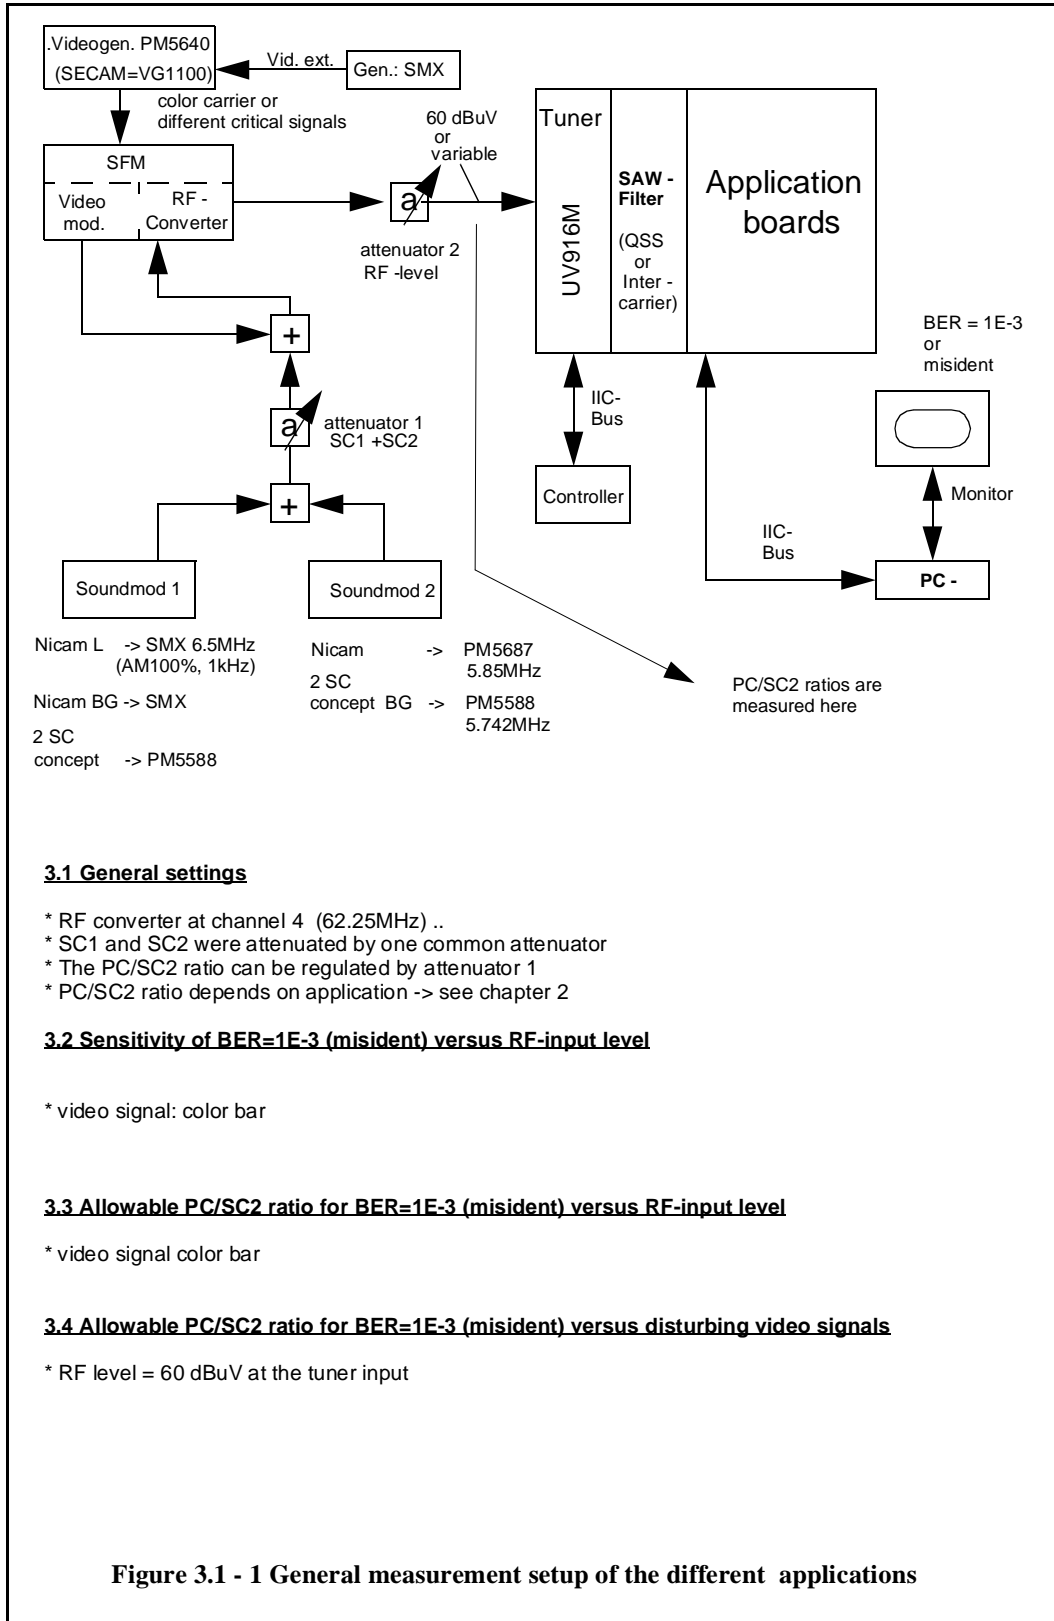 .Videogen. PM5640
(SECAM=VG1100)
Vid. ext.
Gen.: SMX
color carrier or
different critical signals
SFM
Video
mod.
RF -
Converter
60 dBuV
or
variable
a
attenuator 2
RF -level
Tuner
UV916M
SAW -
Filter
(QSS
or
Inter -
carrier)
Application
boards
BER = 1E-3
or
misident
+
a
attenuator 1
SC1 +SC2
+
IIC-
Bus
Controller
Monitor
IIC-
Bus
PC -
Soundmod 1
Soundmod 2
Nicam L -> SMX 6.5MHz
(AM100%, 1kHz)
Nicam BG -> SMX
2 SC
concept -> PM5588
Nicam -> PM5687
5.85MHz
2 SC
concept BG -> PM5588
5.742MHz
PC/SC2 ratios are
measured here
3.1 General settings
* RF converter at channel 4 (62.25MHz) ..
* SC1 and SC2 were attenuated by one common attenuator
* The PC/SC2 ratio can be regulated by attenuator 1
* PC/SC2 ratio depends on application -> see chapter 2
3.2 Sensitivity of BER=1E-3 (misident) versus RF-input level
* video signal: color bar
3.3 Allowable PC/SC2 ratio for BER=1E-3 (misident) versus RF-input level
* video signal color bar
3.4 Allowable PC/SC2 ratio for BER=1E-3 (misident) versus disturbing video signals
* RF level = 60 dBuV at the tuner input
Figure 3.1 - 1 General measurement setup of the different applications